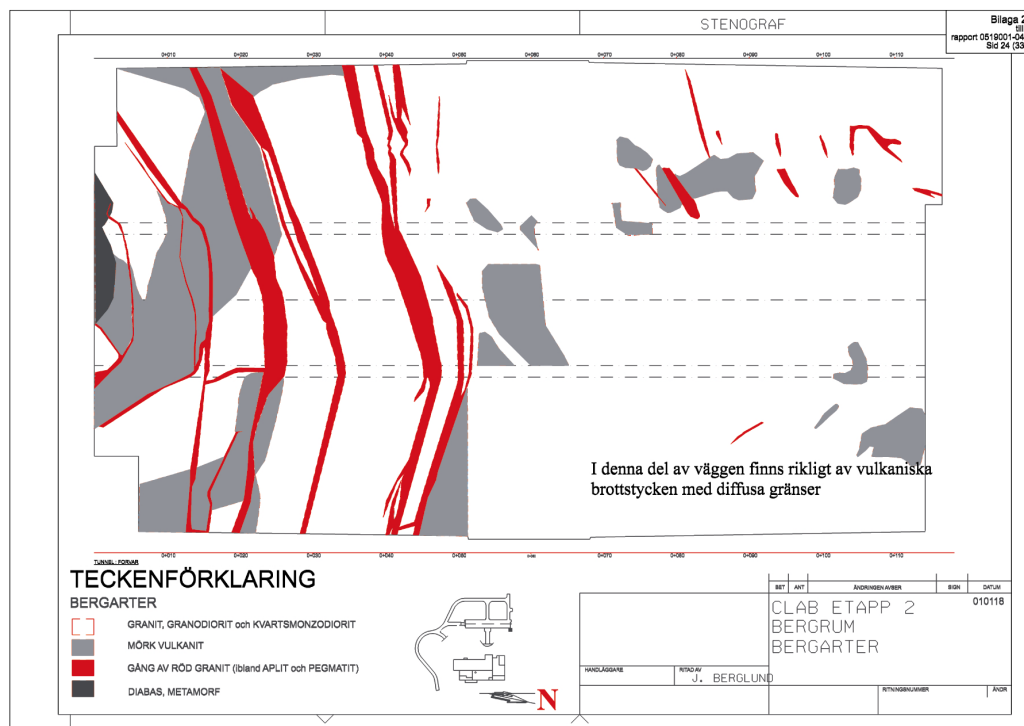 STENOGRAF
Bilaga 2
till
rapport 0519001-04
Sid 24 (33
0+010 0+020 0+030 0+040 0+050 0+060 0+070 0+080 0+090 0+100 0+110
I denna del av väggen finns rikligt av vulkaniska
brottstycken med diffusa gränser
0+010 0+020 0+030 0+040 0+050 0+070 0+080 0+090 0+100 0+110
TUNNEL: FORVAR
TECKENFÖRKLARING
BERGARTER
GRANIT, GRANODIORIT och KVARTSMONZODIORIT
MÖRK VULKANIT
GÅNG AV RÖD GRANIT (ibland APLIT och PEGMATIT)
DIABAS, METAMORF
N
BET ANT ÄNDRINGEN AVSER SIGN DATUM
CLAB ETAPP 2
010118
BERGRUM
BERGARTER
HANDLÄGGARE
RITAD AV
J. BERGLUND
RITNINGSNUMMER
ÄNDR